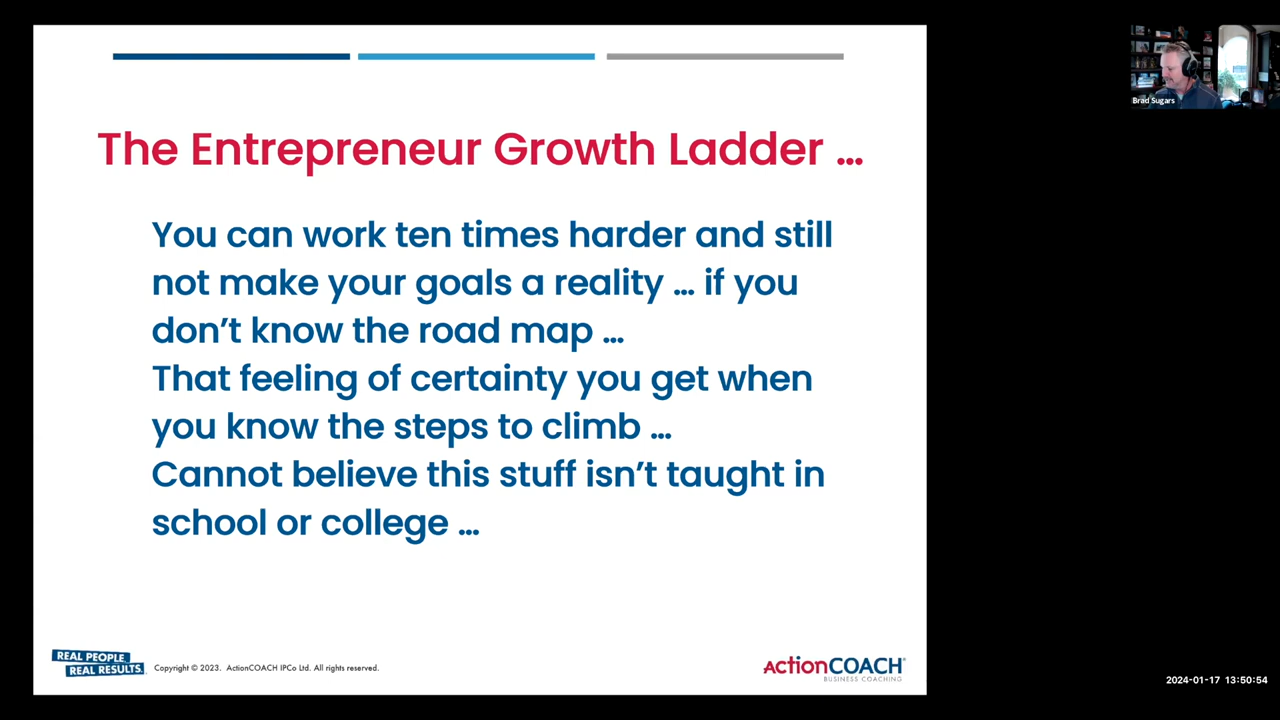 The Entrepreneur Growth Ladder ...
You can work ten times harder and still
not make your goals a reality ... if you
don't know the road map ...
That feeling of certainty you get when
you know the steps to climb ...
Cannot believe this stuff isn't taught in
school or college ...
REAL PEOPLE.
REAL RESULTS.
Copyright © 2023. ActionCOACH IPCo Ltd. All rights reserved.
actionCOACH®
BUSINESS COACHING
Brad Sugars
2024-01-17 13:50:54